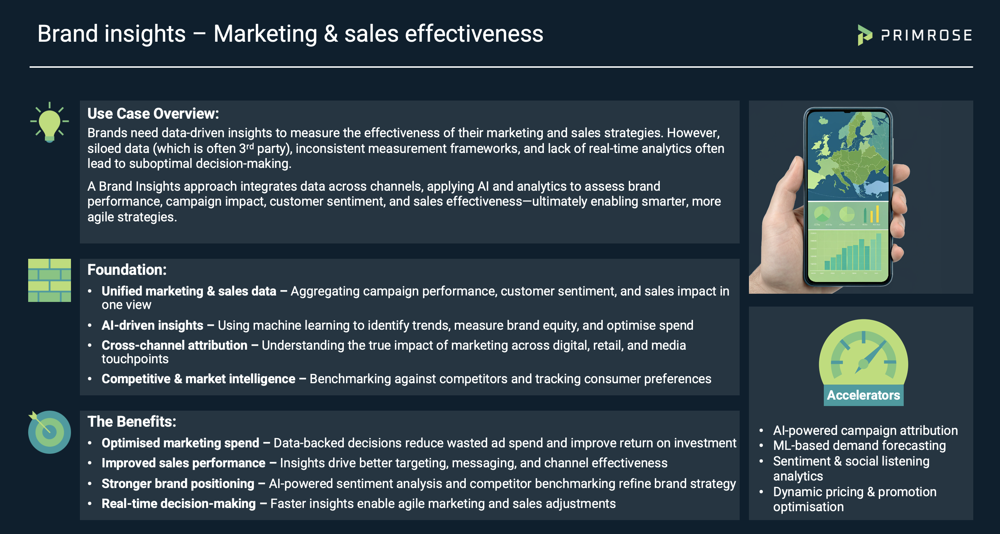 Brand insights – Marketing & sales effectiveness
PRIMROSE
Use Case Overview:
Brands need data-driven insights to measure the effectiveness of their marketing and sales strategies. However,
siloed data (which is often 3rd party), inconsistent measurement frameworks, and lack of real-time analytics often
lead to suboptimal decision-making.
A Brand Insights approach integrates data across channels, applying AI and analytics to assess brand
performance, campaign impact, customer sentiment, and sales effectiveness—ultimately enabling smarter, more
agile strategies.
Foundation:
• Unified marketing & sales data – Aggregating campaign performance, customer sentiment, and sales impact in
one view
• AI-driven insights – Using machine learning to identify trends, measure brand equity, and optimise spend
• Cross-channel attribution – Understanding the true impact of marketing across digital, retail, and media
touchpoints
• Competitive & market intelligence – Benchmarking against competitors and tracking consumer preferences
The Benefits:
• Optimised marketing spend – Data-backed decisions reduce wasted ad spend and improve return on investment
• Improved sales performance – Insights drive better targeting, messaging, and channel effectiveness
• Stronger brand positioning – AI-powered sentiment analysis and competitor benchmarking refine brand strategy
• Real-time decision-making – Faster insights enable agile marketing and sales adjustments
Accelerators
• AI-powered campaign attribution
• ML-based demand forecasting
• Sentiment & social listening
analytics
• Dynamic pricing & promotion
optimisation